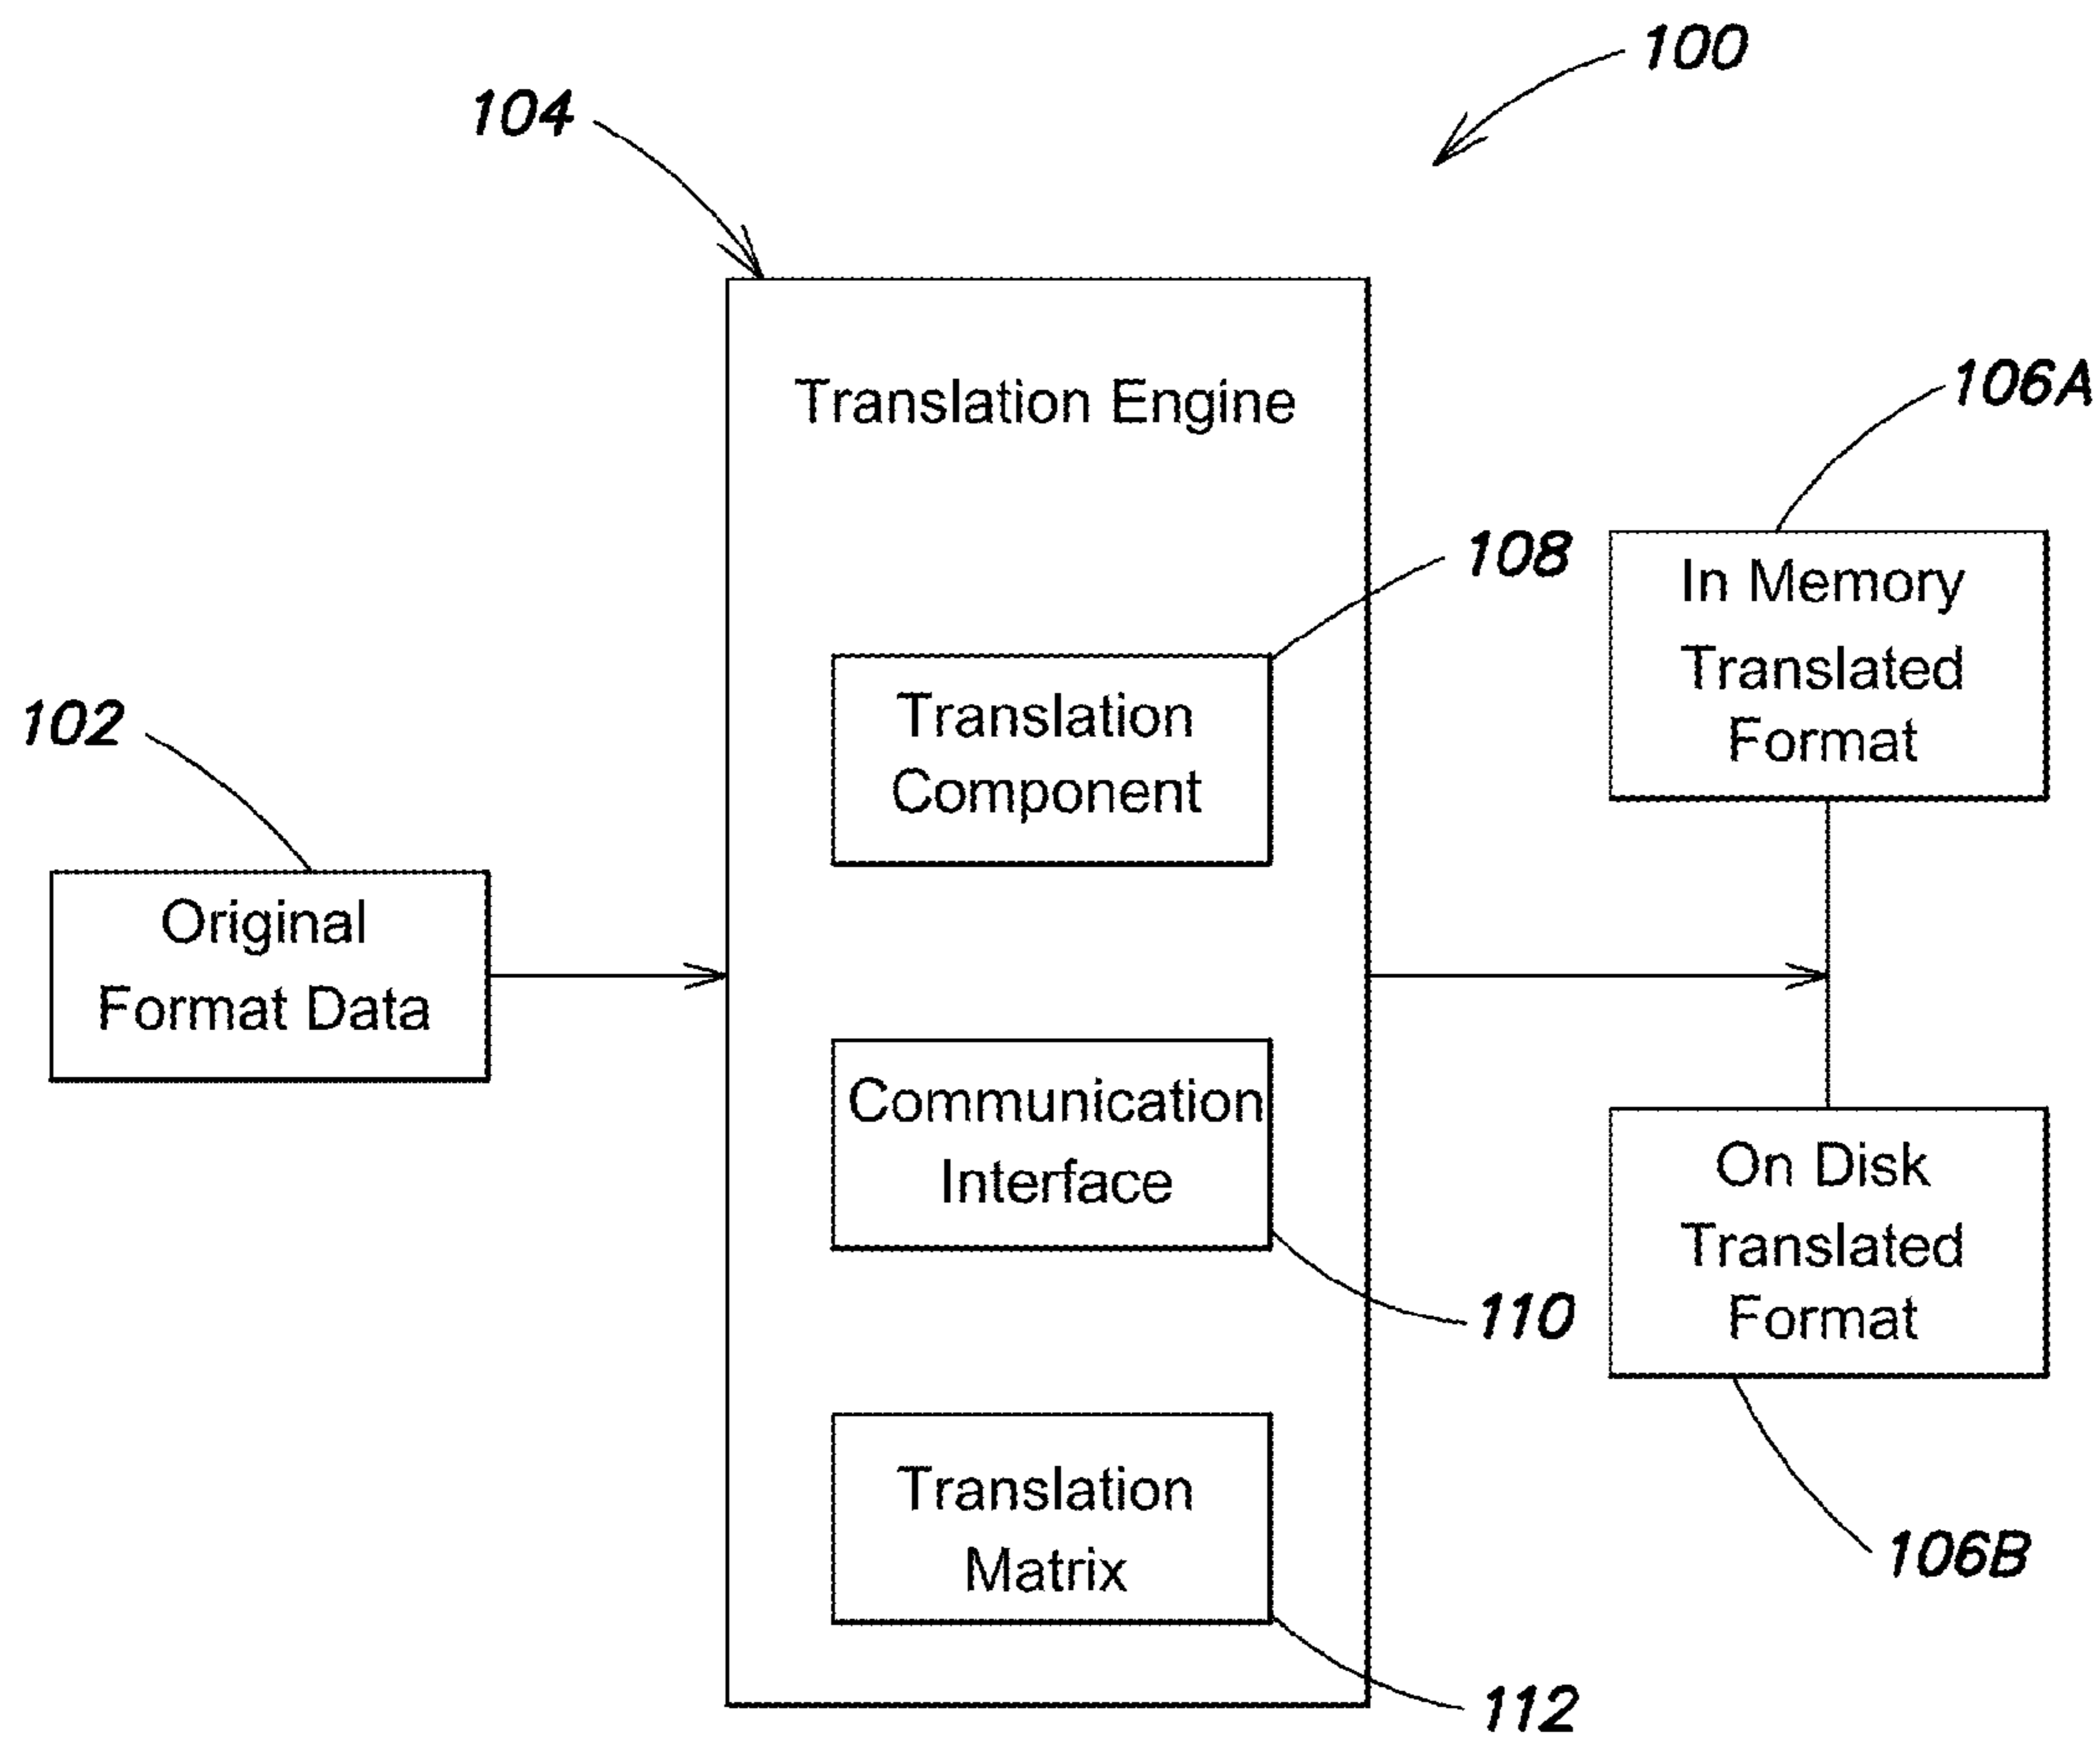 100
104
Translation Engine
106A
108
In Memory
Translated
Format
Translation
Component
102
Original
Format Data
Communication
Interface
110
On Disk
Translated
Format
Translation
Matrix
106B
112